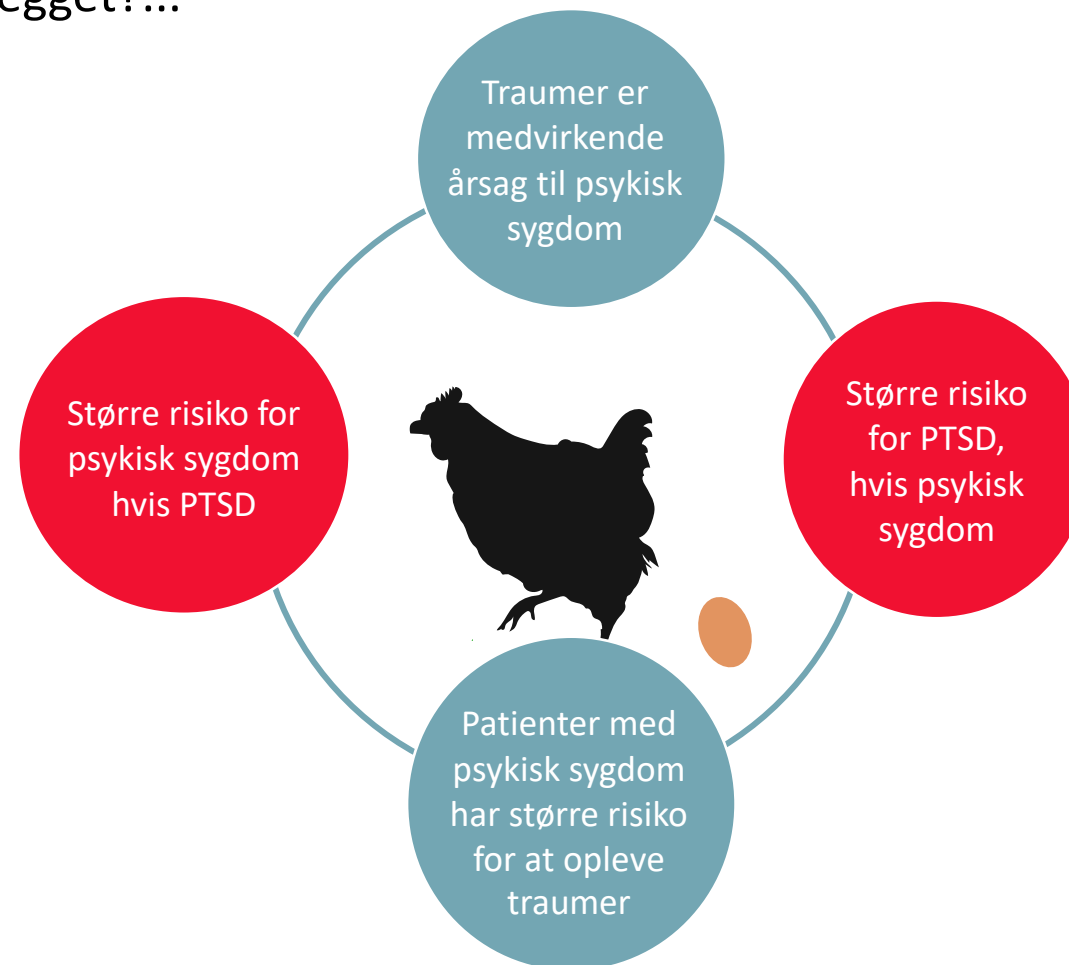 egget?...
Traumer er
medvirkende
årsag til psykisk
sygdom
Større risiko for
psykisk sygdom
hvis PTSD
Større risiko
for PTSD,
hvis psykisk
sygdom
Patienter med
psykisk sygdom
har større risiko
for at opleve
traumer